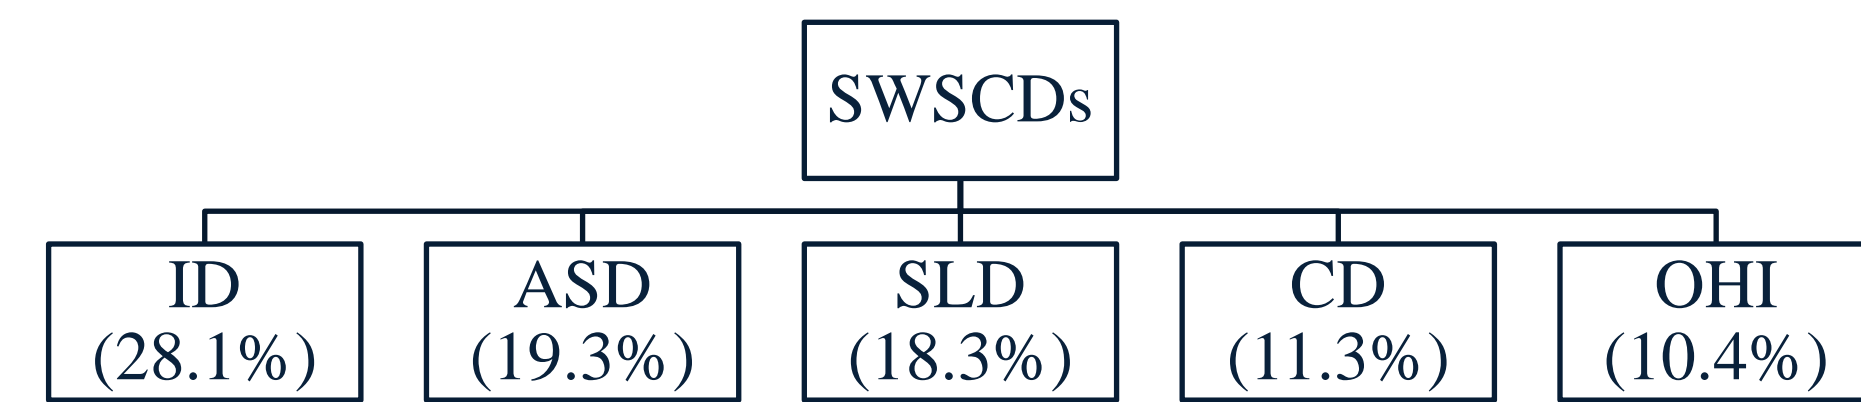 SWSCDs
ID
(28.1%)
ASD
(19.3%)
SLD
(18.3%)
CD
(11.3%)
OHI
(10.4%)